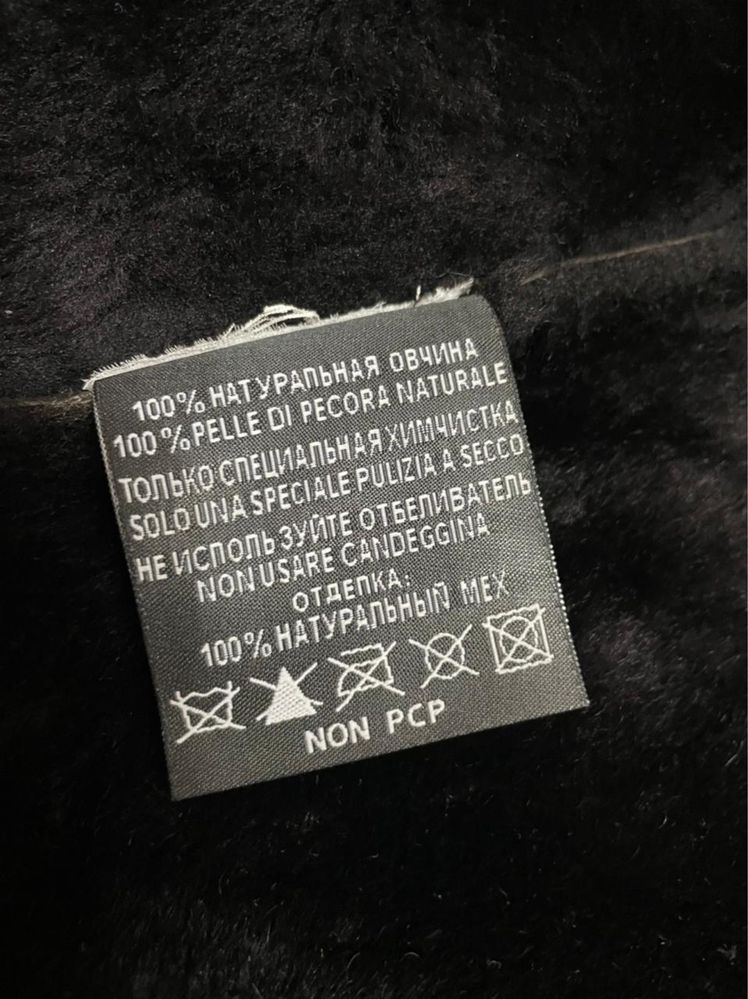 100% НАТУРАЛЬНАЯ ОВЧИНА
100% PELLE DI PECORA NATURALE
ТОЛЬКО СПЕЦИАЛЬНАЯ ХИМЧИСТКА
SOLO UNA SPECIALE PULIZIA A SECCO
НЕ ИСПОЛЬЗУЙТЕ ОТБЕЛИВАТЕЛЬ
NON USARE CANDEGGINA
ОТДЕЛКА:
100% НАТУРАЛЬНЫЙ МЕХ
NON PCP